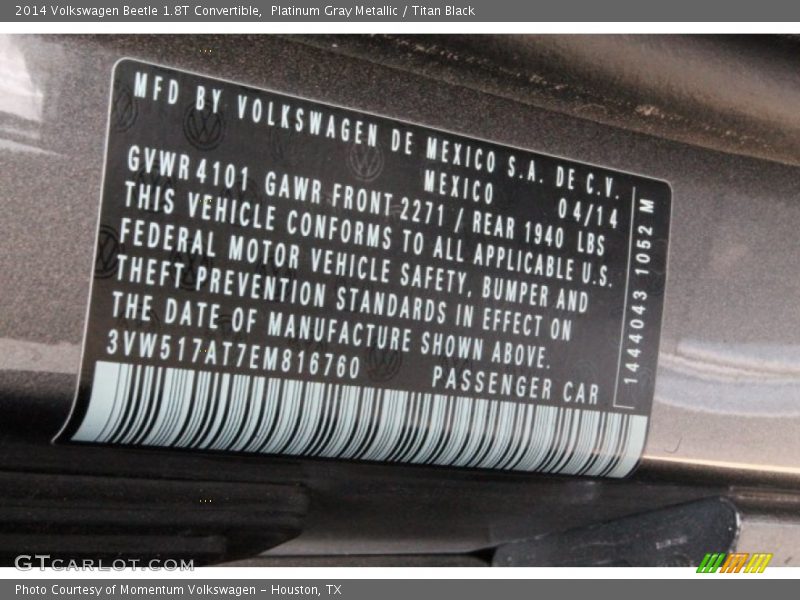 2014 Volkswagen Beetle 1.8T Convertible,  Platinum Gray Metallic / Titan Black
MFD BY VOLKSWAGEN DE MEXICO S.A. DE C.V.
MEXICO 04/14
GVWR 4101 GAWR FRONT 2271 / REAR 1940 LBS
THIS VEHICLE CONFORMS TO ALL APPLICABLE U.S.
FEDERAL MOTOR VEHICLE SAFETY, BUMPER AND
THEFT PREVENTION STANDARDS IN EFFECT ON
THE DATE OF MANUFACTURE SHOWN ABOVE.
3VW517AT7EM816760 PASSENGER CAR
1444043 1052 M
GTCARLOT.COM
Photo Courtesy of Momentum Volkswagen - Houston, TX